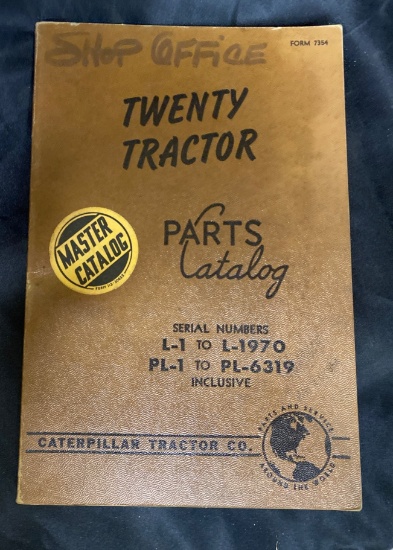 SHOP OFFICE
FORM 7354
TWENTY
TRACTOR
MASTER
CATALOG
PARTS
Catalog
SERIAL NUMBERS
L-1 TO L-1970
PL-1 TO PL-6319
INCLUSIVE
CATERPILLAR TRACTOR CO.
PARTS AND SERVICE
AROUND THE WORLD